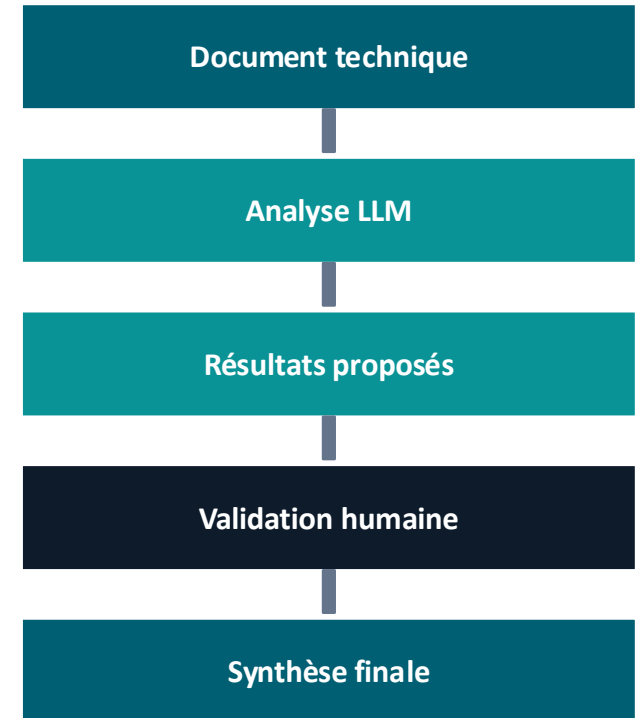 Document technique
Analyse LLM
Résultats proposés
Validation humaine
Synthèse finale